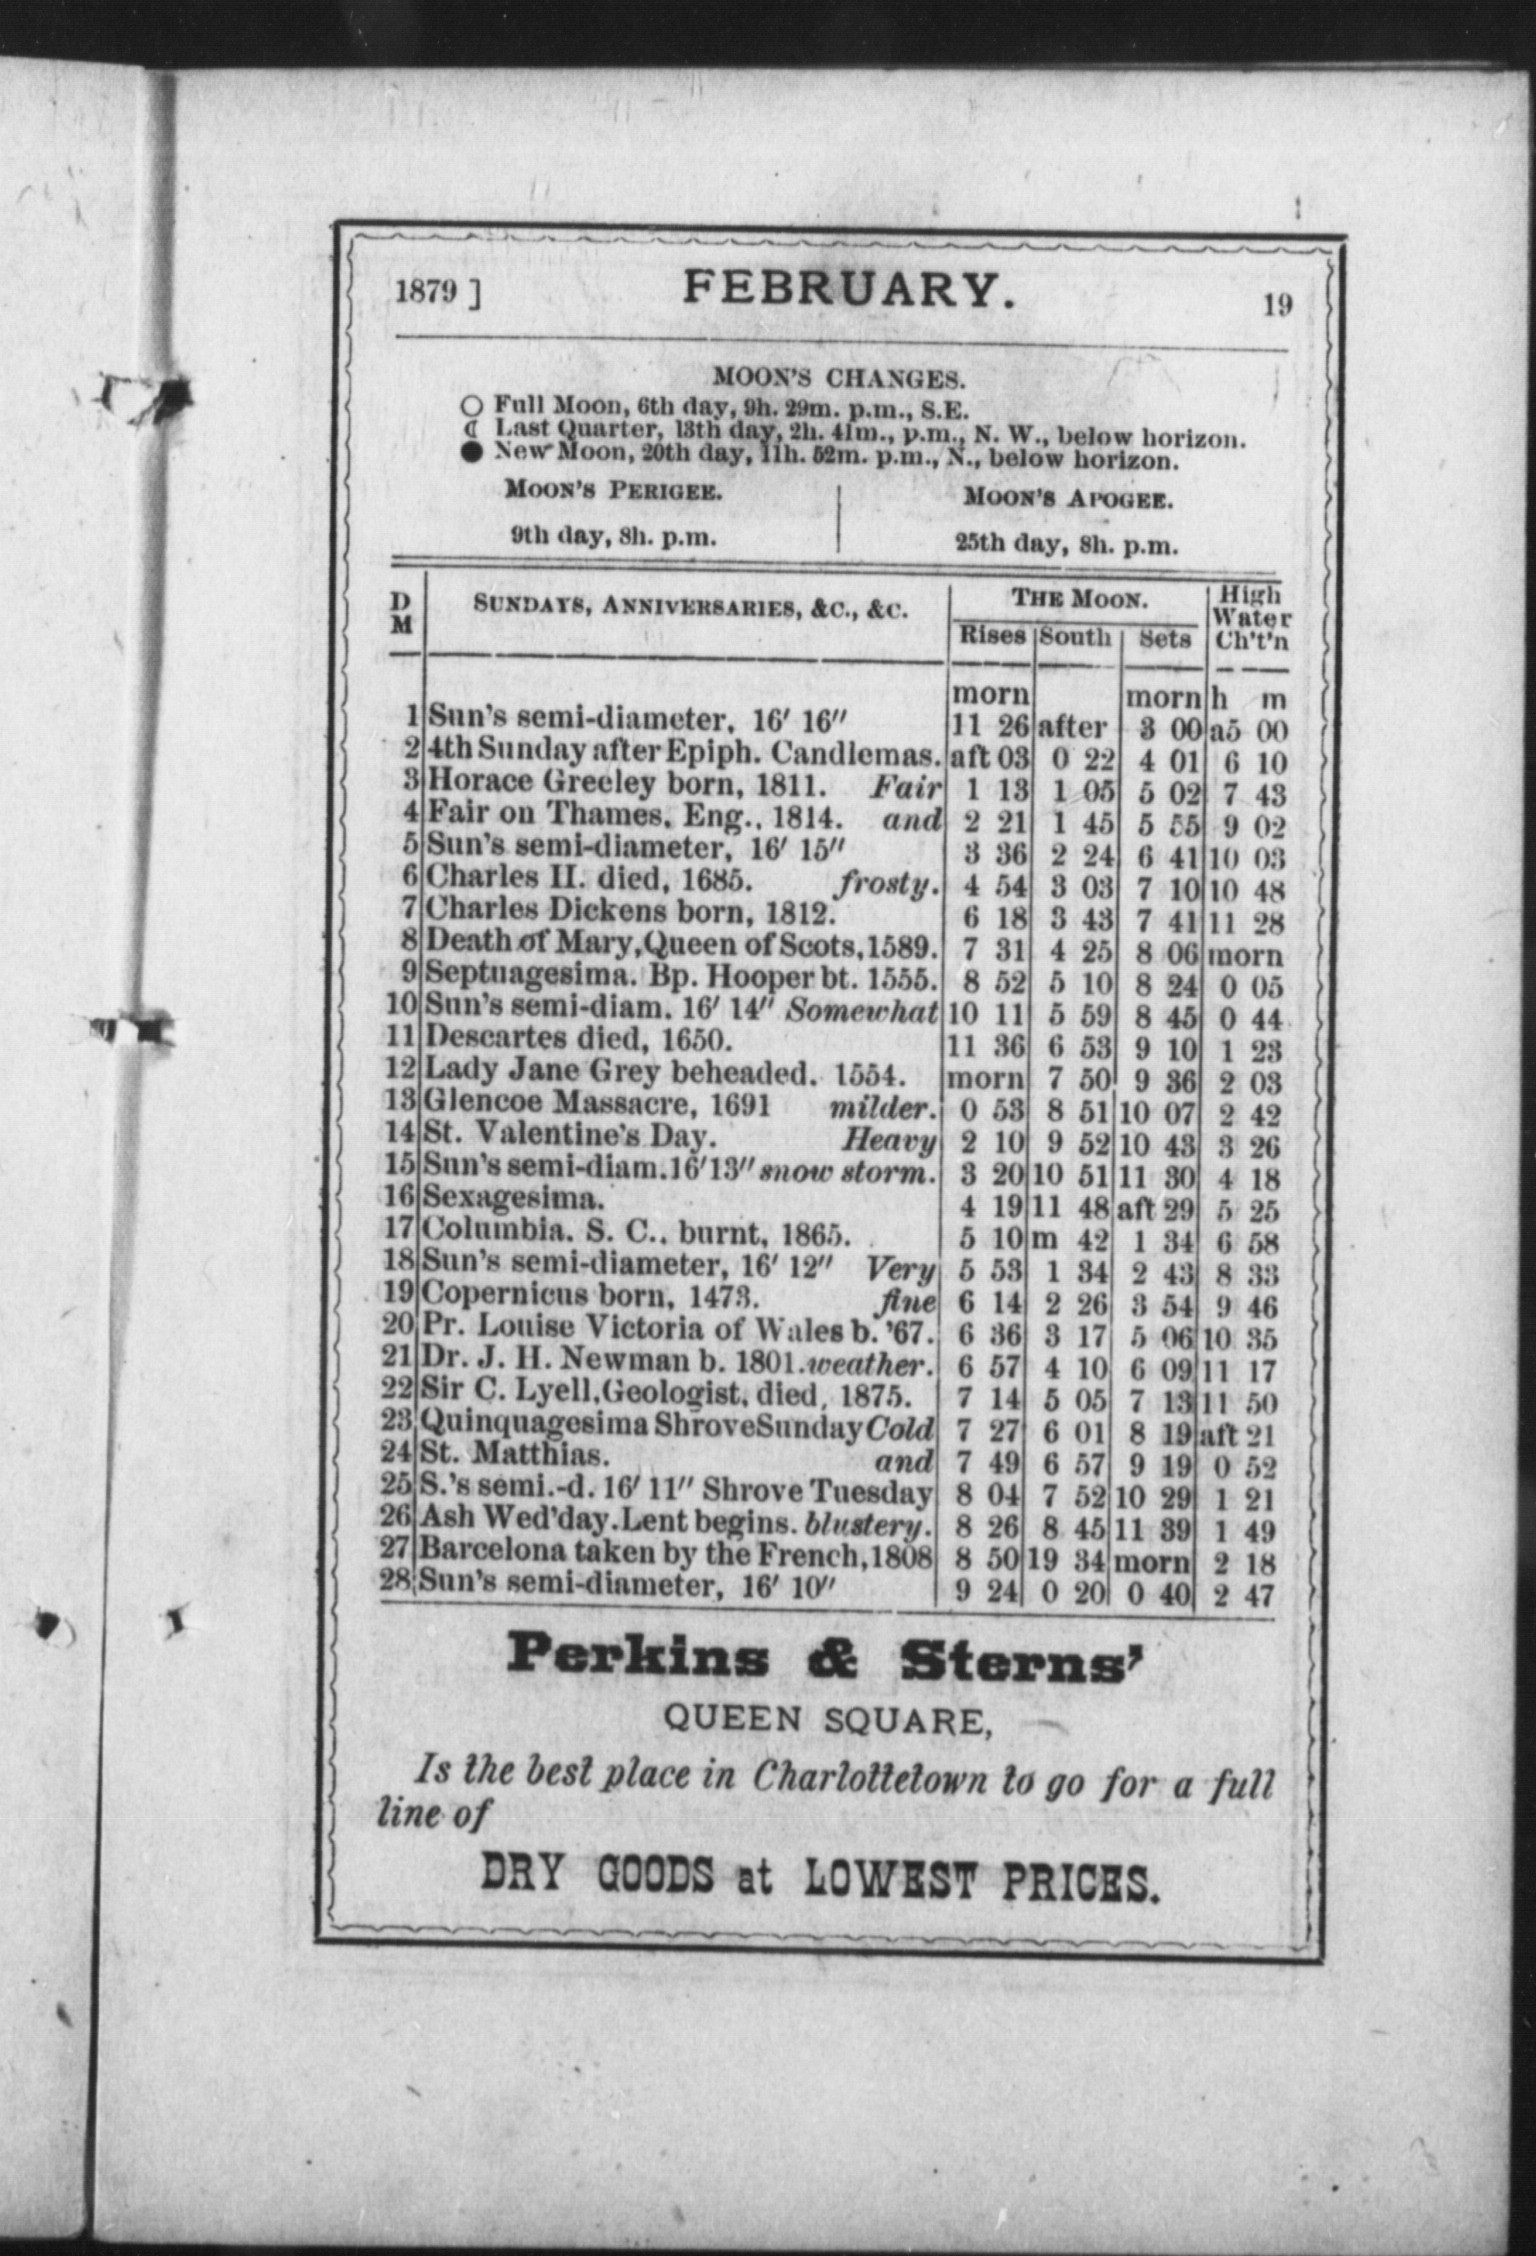 1879 ] FEBRUARY. 19
MOON'S CHANGES.
○ Full Moon, 6th day, 9h. 29m. p.m., S.E.
☾ Last Quarter, 13th day, 2h. 41m., p.m., N. W., below horizon.
● New Moon, 20th day, 11h. 52m. p.m., N., below horizon.
MOON'S PERIGEE. MOON'S APOGEE.
9th day, 8h. p.m. 25th day, 8h. p.m.
D M SUNDAYS, ANNIVERSARIES, &C., &C. THE MOON. High Water Ch't'n
Rises South Sets
morn morn h m
1 Sun's semi-diameter, 16' 16" 11 26 after 3 00 a5 00
2 4th Sunday after Epiph. Candlemas. aft 03 0 22 4 01 6 10
3 Horace Greeley born, 1811. Fair 1 13 1 05 5 02 7 43
4 Fair on Thames, Eng., 1814. and 2 21 1 45 5 55 9 02
5 Sun's semi-diameter, 16' 15" 3 36 2 24 6 41 10 03
6 Charles II. died, 1685. frosty. 4 54 3 03 7 10 10 48
7 Charles Dickens born, 1812. 6 18 3 43 7 41 11 28
8 Death of Mary, Queen of Scots, 1589. 7 31 4 25 8 06 morn
9 Septuagesima. Bp. Hooper bt. 1555. 8 52 5 10 8 24 0 05
10 Sun's semi-diam. 16' 14" Somewhat 10 11 5 59 8 45 0 44
11 Descartes died, 1650. 11 36 6 53 9 10 1 23
12 Lady Jane Grey beheaded. 1554. morn 7 50 9 36 2 03
13 Glencoe Massacre, 1691 milder. 0 53 8 51 10 07 2 42
14 St. Valentine's Day. Heavy 2 10 9 52 10 43 3 26
15 Sun's semi-diam. 16' 13" snow storm. 3 20 10 51 11 30 4 18
16 Sexagesima. 4 19 11 48 aft 29 5 25
17 Columbia. S. C., burnt, 1865. 5 10 m 42 1 34 6 58
18 Sun's semi-diameter, 16' 12" Very 5 53 1 34 2 43 8 33
19 Copernicus born, 1473. fine 6 14 2 26 3 54 9 46
20 Pr. Louise Victoria of Wales b. '67. 6 36 3 17 5 06 10 35
21 Dr. J. H. Newman b. 1801. weather. 6 57 4 10 6 09 11 17
22 Sir C. Lyell, Geologist, died, 1875. 7 14 5 05 7 13 11 50
23 Quinquagesima Shrove Sunday Cold 7 27 6 01 8 19 aft 21
24 St. Matthias. and 7 49 6 57 9 19 0 52
25 S.'s semi.-d. 16' 11" Shrove Tuesday 8 04 7 52 10 29 1 21
26 Ash Wed'day. Lent begins. blustery. 8 26 8 45 11 39 1 49
27 Barcelona taken by the French, 1808 8 50 19 34 morn 2 18
28 Sun's semi-diameter, 16' 10" 9 24 0 20 0 40 2 47
Perkins & Sterns'
QUEEN SQUARE,
Is the best place in Charlottetown to go for a full
line of
DRY GOODS at LOWEST PRICES.